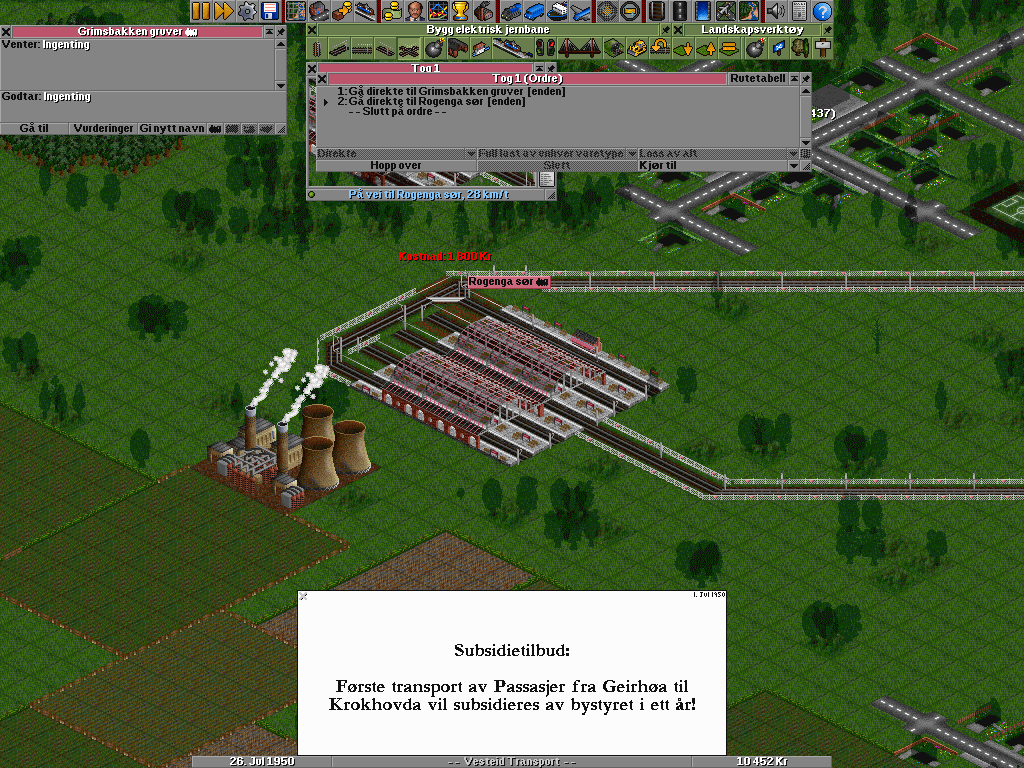 Grimsbakken gruver
Venter: Ingenting
Godtar: Ingenting
Gå til
Vurderinger
Gi nytt navn
Bygg elektrisk jernbane
Landskapsverktøy
Tog 1
Tog 1 (Ordre)
Rutetabell
1: Gå direkte til Grimsbakken gruver [enden]
2: Gå direkte til Rogenga sør [enden]
- - Slutt på ordre - -
Direkte
Full last av enhver varetype
Loss av alt
Hopp over
Slett
Kjør til
På vei til Rogenga sør, 28 km/t
437)
Kostnad: 1 800 Kr
Rogenga sør
1. Jul 1950
Subsidietilbud:
Første transport av Passasjer fra Geirhøa til
Krokhovda vil subsidieres av bystyret i ett år!
26. Jul 1950
- - Vesteid Transport - -
10 452 Kr